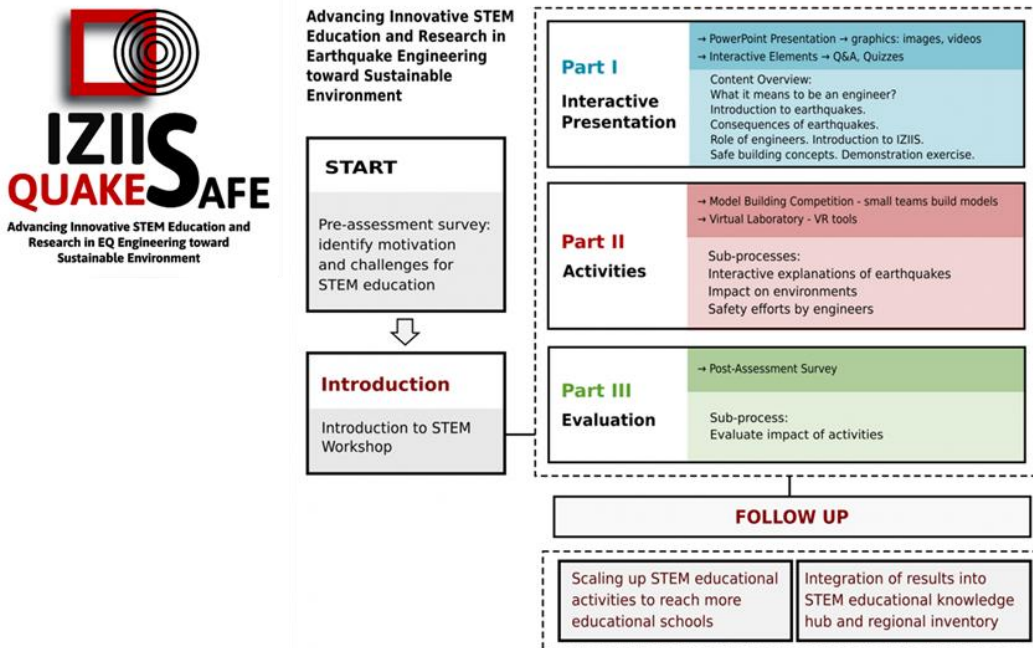 IZIIS
QUAKE SAFE
Advancing Innovative STEM Education and
Research in EQ Engineering toward
Sustainable Environment
Advancing Innovative STEM
Education and Research in
Earthquake Engineering
toward Sustainable
Environment
START
Pre-assessment survey:
identify motivation
and challenges for
STEM education
Introduction
Introduction to STEM
Workshop
Part I
Interactive
Presentation
→ PowerPoint Presentation → graphics: images, videos
→ Interactive Elements → Q&A, Quizzes
Content Overview:
What it means to be an engineer?
Introduction to earthquakes.
Consequences of earthquakes.
Role of engineers. Introduction to IZIIS.
Safe building concepts. Demonstration exercise.
Part II
Activities
→ Model Building Competition - small teams build models
→ Virtual Laboratory - VR tools
Sub-processes:
Interactive explanations of earthquakes
Impact on environments
Safety efforts by engineers
Part III
Evaluation
→ Post-Assessment Survey
Sub-process:
Evaluate impact of activities
FOLLOW UP
Scaling up STEM educational
activities to reach more
educational schools
Integration of results into
STEM educational knowledge
hub and regional inventory